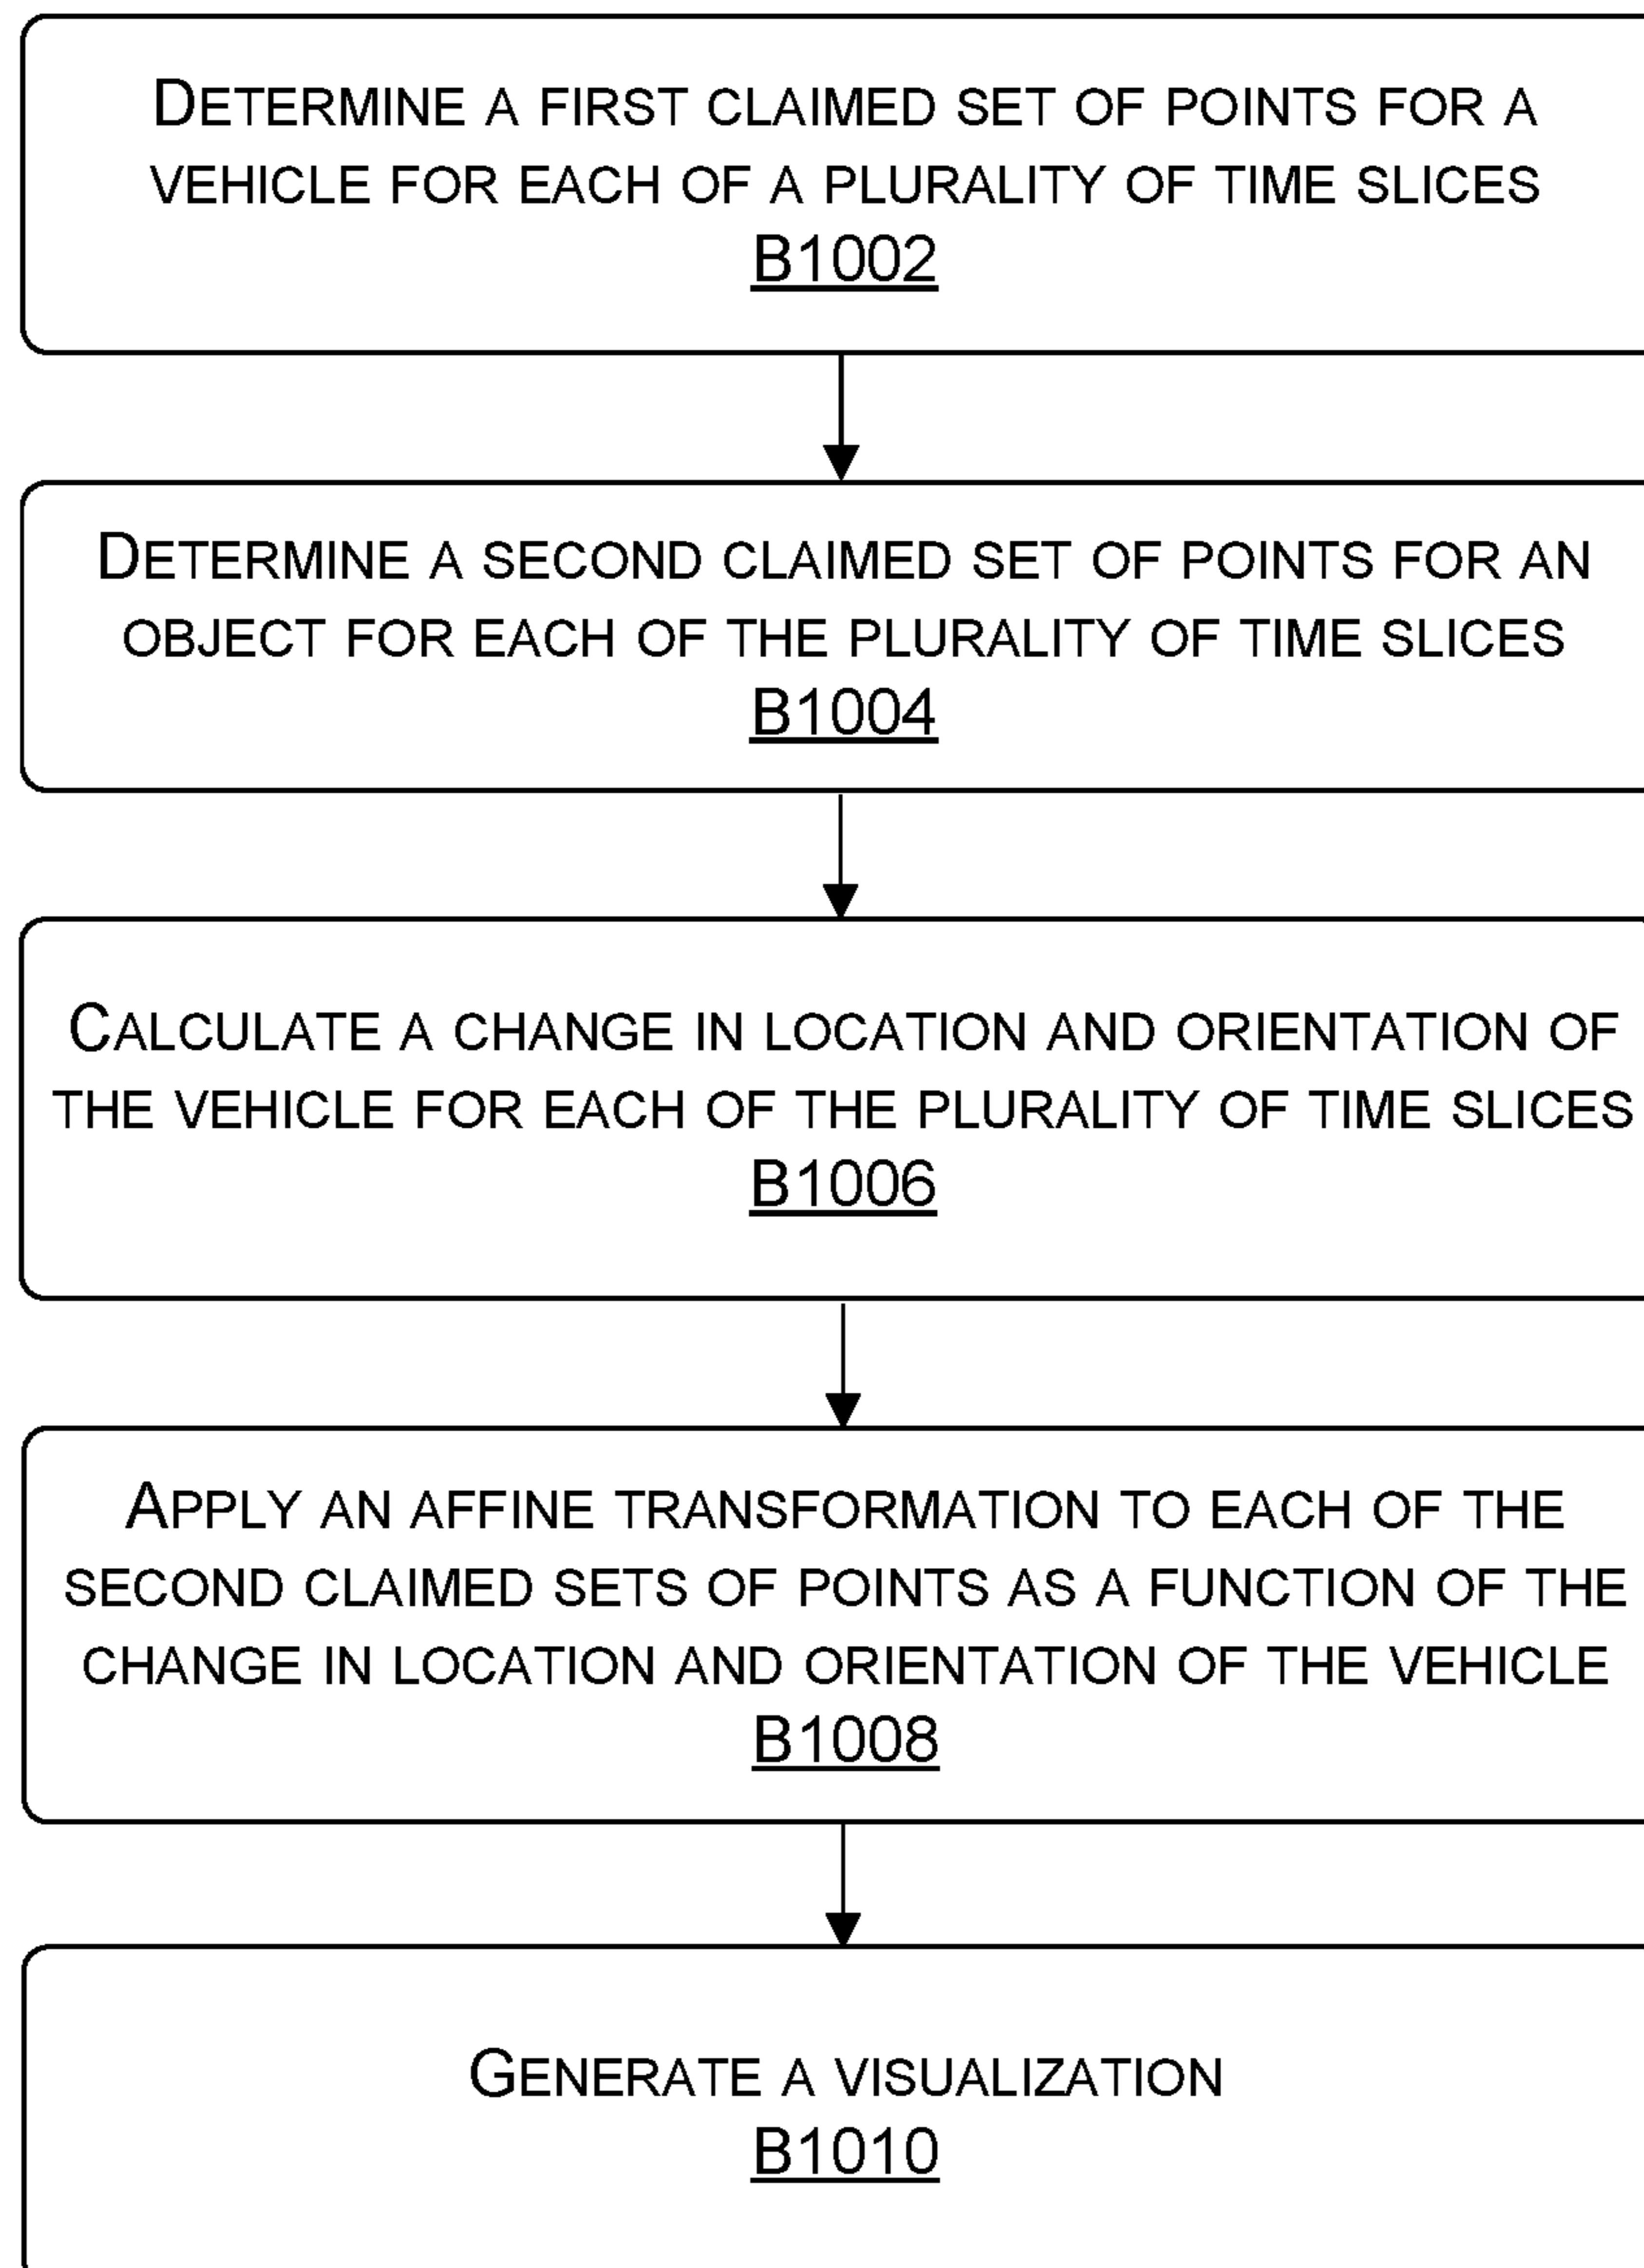 DETERMINE A FIRST CLAIMED SET OF POINTS FOR A
VEHICLE FOR EACH OF A PLURALITY OF TIME SLICES
B1002
DETERMINE A SECOND CLAIMED SET OF POINTS FOR AN
OBJECT FOR EACH OF THE PLURALITY OF TIME SLICES
B1004
CALCULATE A CHANGE IN LOCATION AND ORIENTATION OF
THE VEHICLE FOR EACH OF THE PLURALITY OF TIME SLICES
B1006
APPLY AN AFFINE TRANSFORMATION TO EACH OF THE
SECOND CLAIMED SETS OF POINTS AS A FUNCTION OF THE
CHANGE IN LOCATION AND ORIENTATION OF THE VEHICLE
B1008
GENERATE A VISUALIZATION
B1010